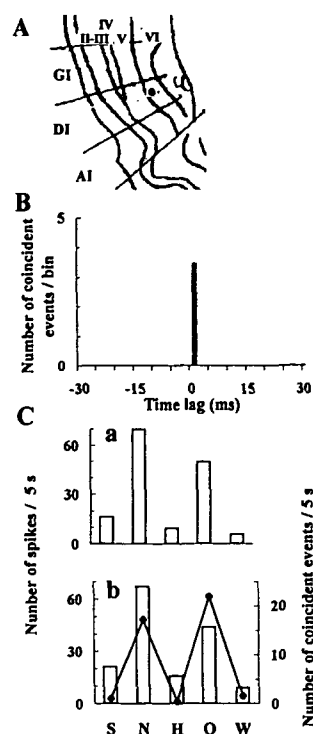 A
IV
II-III V VI
GI
DI
AI
B
Number of coincident
events / bin
5
0
-30 -15 0 15 30
Time lag (ms)
C
a
60
30
0
Number of spikes / 5 s
b
60
30
0
20
10
0
Number of coincident events / 5 s
S N H O W